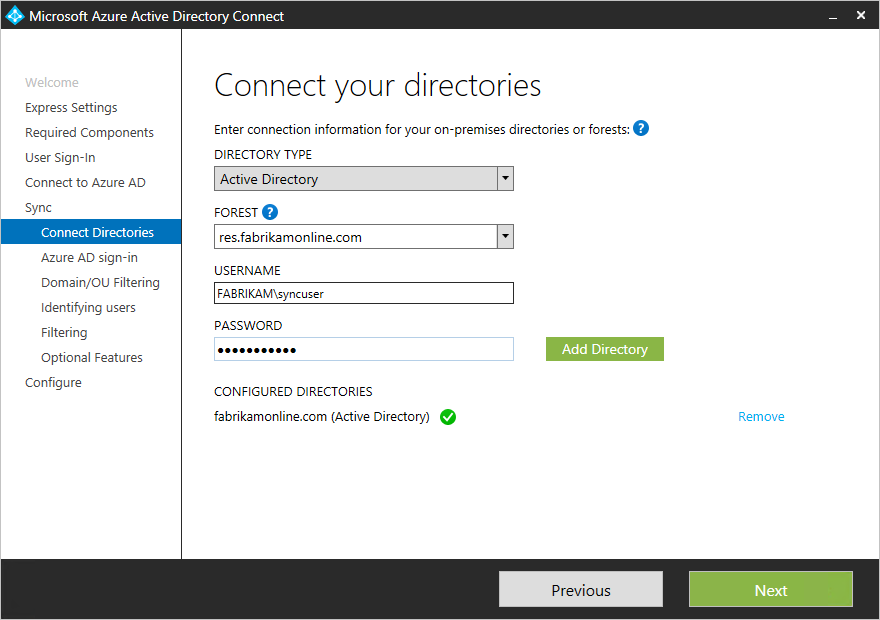 Microsoft Azure Active Directory Connect
Welcome
Express Settings
Required Components
User Sign-In
Connect to Azure AD
Sync
Connect Directories
Azure AD sign-in
Domain/OU Filtering
Identifying users
Filtering
Optional Features
Configure
Connect your directories
Enter connection information for your on-premises directories or forests: ?
DIRECTORY TYPE
Active Directory
FOREST ?
res.fabrikamonline.com
USERNAME
FABRIKAM\syncuser
PASSWORD
●●●●●●●●●●●
Add Directory
CONFIGURED DIRECTORIES
fabrikamonline.com (Active Directory)
Remove
Previous
Next